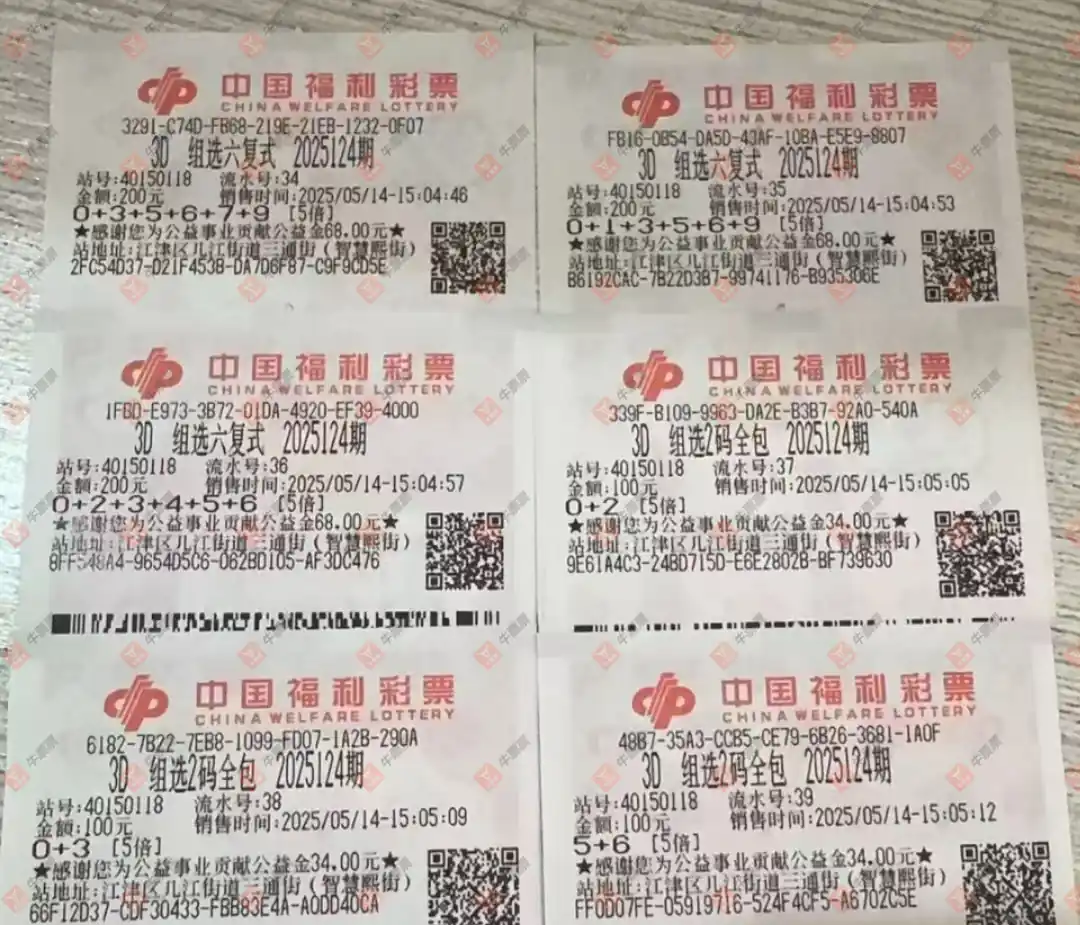 中国福利彩票
CHINA WELFARE LOTTERY
3291-C74D-FB68-219E-21EB-1232-0F07
3D 组选六复式 2025124期
站号:40150118 流水号:34
金额:200元 销售时间:2025/05/14-15:04:46
0+3+5+6+7+9 [5倍]
★感谢您为公益事业贡献公益金68.00元★
站地址:江津区几江街道三通街(智慧熙街)
2FC54D37-D21F453B-DA7D6F87-C9F9CD5E
中国福利彩票
CHINA WELFARE LOTTERY
FB16-0B54-DA5D-43AF-10BA-E5E9-8807
3D 组选六复式 2025124期
站号:40150118 流水号:35
金额:200元 销售时间:2025/05/14-15:04:53
0+1+3+5+6+9 [5倍]
★感谢您为公益事业贡献公益金68.00元★
站地址:江津区几江街道三通街(智慧熙街)
B6192CAC-7B22D3B7-99741176-B935306E
中国福利彩票
CHINA WELFARE LOTTERY
1FBD-E973-3B72-01DA-4920-EF39-4000
3D 组选六复式 2025124期
站号:40150118 流水号:36
金额:200元 销售时间:2025/05/14-15:04:57
0+2+3+4+5+6 [5倍]
★感谢您为公益事业贡献公益金68.00元★
站地址:江津区几江街道三通街(智慧熙街)
8FF548A4-9654D5C6-062BD105-AF3DC476
中国福利彩票
CHINA WELFARE LOTTERY
339F-B109-9963-DA2E-B3B7-92A0-540A
3D 组选2码全包 2025124期
站号:40150118 流水号:37
金额:100元 销售时间:2025/05/14-15:05:05
0+2 [5倍]
★感谢您为公益事业贡献公益金34.00元★
站地址:江津区几江街道三通街(智慧熙街)
9E61A4C3-24BD715D-E6E2802B-BF739630
中国福利彩票
CHINA WELFARE LOTTERY
6182-7B22-7EB8-1099-FD07-1A2B-290A
3D 组选2码全包 2025124期
站号:40150118 流水号:38
金额:100元 销售时间:2025/05/14-15:05:09
0+3 [5倍]
★感谢您为公益事业贡献公益金34.00元★
站地址:江津区几江街道三通街(智慧熙街)
66F12D37-CDF30433-FBB83E4A-A0DD40CA
中国福利彩票
CHINA WELFARE LOTTERY
48B7-35A3-CCB5-CE79-6B26-3681-1A0F
3D 组选2码全包 2025124期
站号:40150118 流水号:39
金额:100元 销售时间:2025/05/14-15:05:12
5+6 [5倍]
★感谢您为公益事业贡献公益金34.00元★
站地址:江津区几江街道三通街(智慧熙街)
FF0D07FE-05919716-524F4CF5-A6702C5E